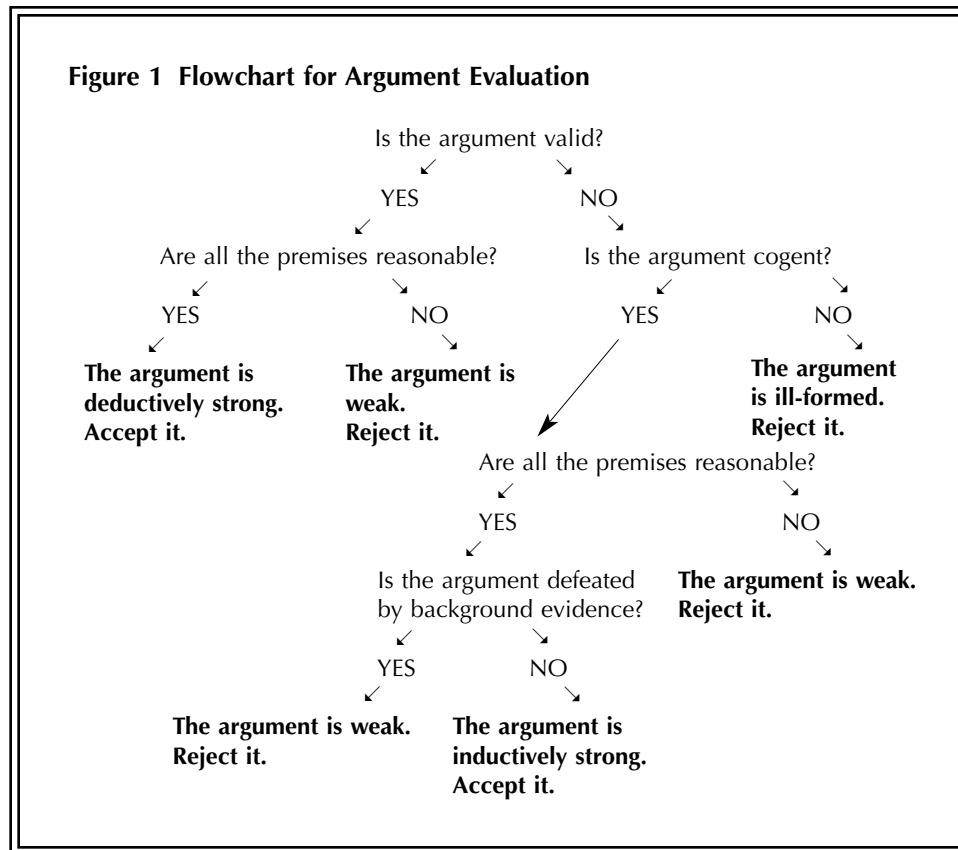 Figure 1 Flowchart for Argument Evaluation
Is the argument valid?
YES
NO
Are all the premises reasonable?
Is the argument cogent?
YES
NO
YES
NO
The argument is
deductively strong.
Accept it.
The argument is
weak.
Reject it.
The argument
is ill-formed.
Reject it.
Are all the premises reasonable?
YES
NO
Is the argument defeated
by background evidence?
The argument is weak.
Reject it.
YES
NO
The argument is weak.
Reject it.
The argument is
inductively strong.
Accept it.